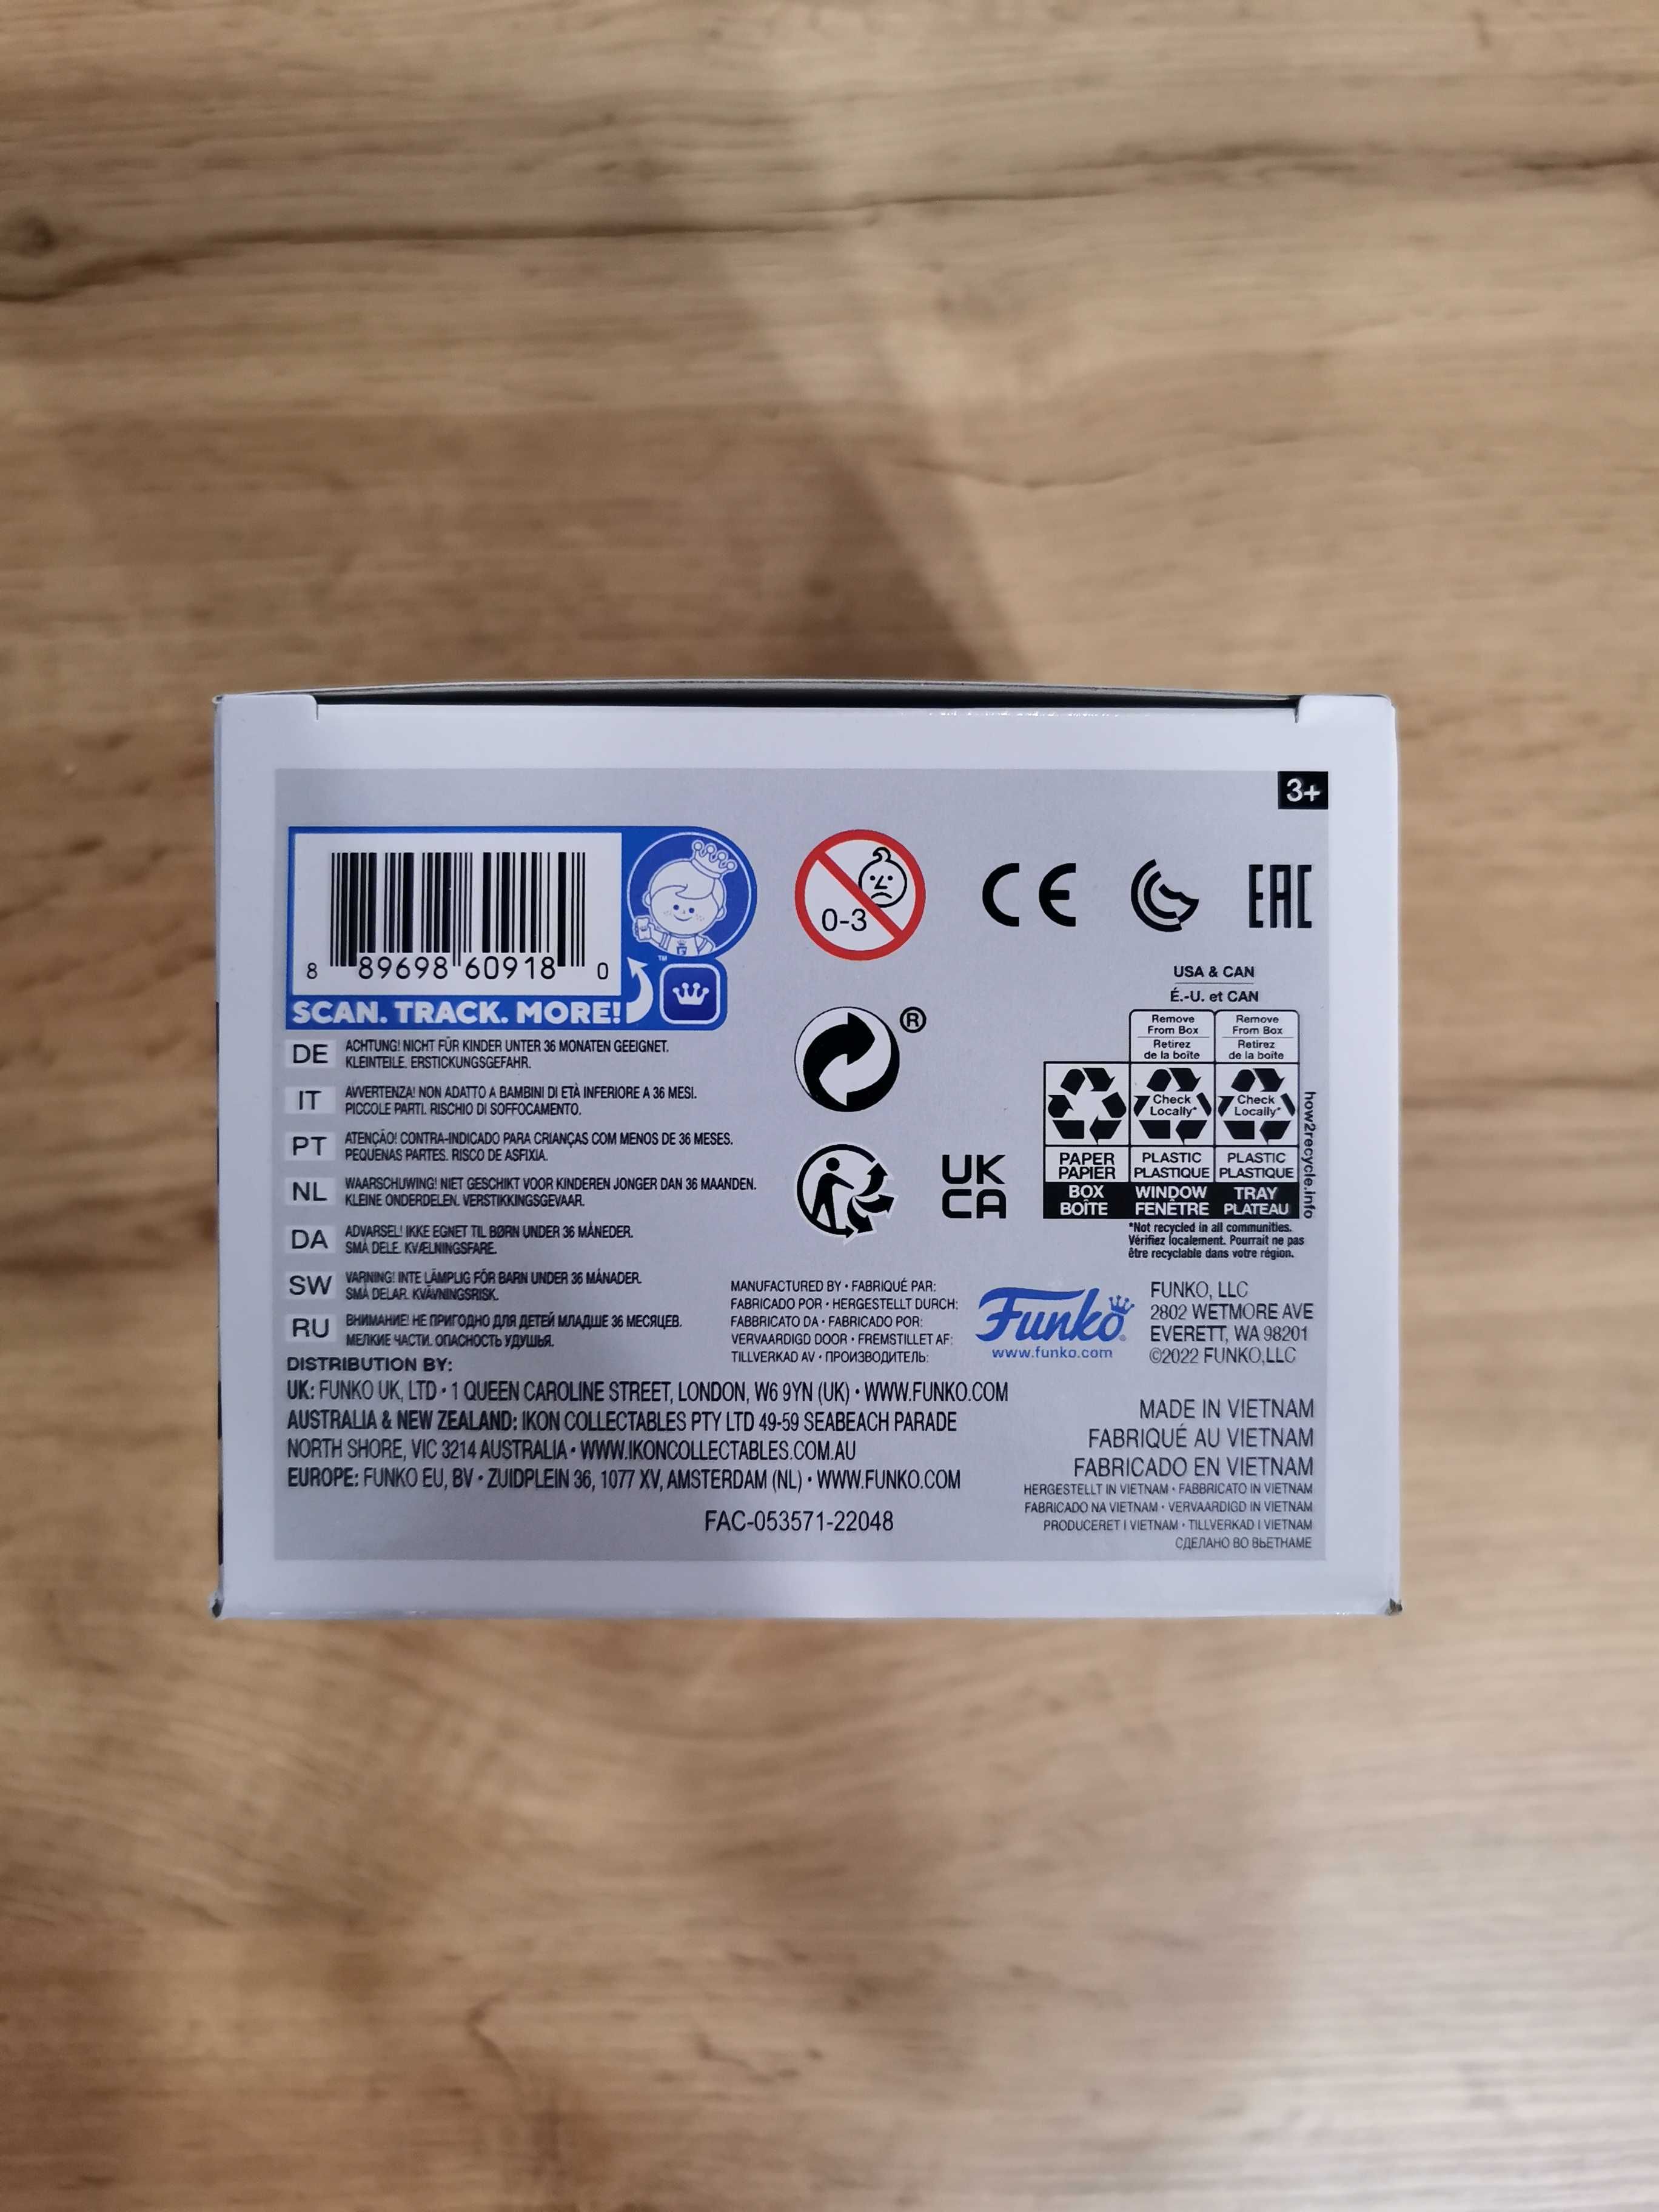 3+
8 89698 60918 0
SCAN. TRACK. MORE!
™
0-3
CE
EAC
®
UK
CA
USA & CAN
É.-U. et CAN
Remove From Box
Retirez de la boîte
Remove From Box
Retirez de la boîte
Check Locally*
Check Locally*
PAPER PAPIER
PLASTIC PLASTIQUE
PLASTIC PLASTIQUE
BOX BOÎTE
WINDOW FENÊTRE
TRAY PLATEAU
how2recycle.info
*Not recycled in all communities.
Vérifiez localement. Pourrait ne pas
être recyclable dans votre région.
DE ACHTUNG! NICHT FÜR KINDER UNTER 36 MONATEN GEEIGNET.
KLEINTEILE. ERSTICKUNGSGEFAHR.
IT AVVERTENZA! NON ADATTO A BAMBINI DI ETÀ INFERIORE A 36 MESI.
PICCOLE PARTI. RISCHIO DI SOFFOCAMENTO.
PT ATENÇÃO! CONTRA-INDICADO PARA CRIANÇAS COM MENOS DE 36 MESES.
PEQUENAS PARTES. RISCO DE ASFIXIA.
NL WAARSCHUWING! NIET GESCHIKT VOOR KINDEREN JONGER DAN 36 MAANDEN.
KLEINE ONDERDELEN. VERSTIKKINGSGEVAAR.
DA ADVARSEL! IKKE EGNET TIL BØRN UNDER 36 MÅNEDER.
SMÅ DELE. KVÆLNINGSFARE.
SW VARNING! INTE LÄMPLIG FÖR BARN UNDER 36 MÅNADER.
SMÅ DELAR. KVÄVNINGSRISK.
RU ВНИМАНИЕ! НЕ ПРИГОДНО ДЛЯ ДЕТЕЙ МЛАДШЕ 36 МЕСЯЦЕВ.
МЕЛКИЕ ЧАСТИ. ОПАСНОСТЬ УДУШЬЯ.
MANUFACTURED BY • FABRIQUÉ PAR:
FABRICADO POR • HERGESTELLT DURCH:
FABBRICATO DA • FABRICADO POR:
VERVAARDIGD DOOR • FREMSTILLET AF:
TILLVERKAD AV • ПРОИЗВОДИТЕЛЬ:
Funko
www.funko.com
FUNKO, LLC
2802 WETMORE AVE
EVERETT, WA 98201
©2022 FUNKO,LLC
DISTRIBUTION BY:
UK: FUNKO UK, LTD • 1 QUEEN CAROLINE STREET, LONDON, W6 9YN (UK) • WWW.FUNKO.COM
AUSTRALIA & NEW ZEALAND: IKON COLLECTABLES PTY LTD 49-59 SEABEACH PARADE
NORTH SHORE, VIC 3214 AUSTRALIA • WWW.IKONCOLLECTABLES.COM.AU
EUROPE: FUNKO EU, BV • ZUIDPLEIN 36, 1077 XV, AMSTERDAM (NL) • WWW.FUNKO.COM
FAC-053571-22048
MADE IN VIETNAM
FABRIQUÉ AU VIETNAM
FABRICADO EN VIETNAM
HERGESTELLT IN VIETNAM • FABBRICATO IN VIETNAM
FABRICADO NA VIETNAM • VERVAARDIGD IN VIETNAM
PRODUCERET I VIETNAM • TILLVERKAD I VIETNAM
СДЕЛАНО ВО ВЬЕТНАМЕ